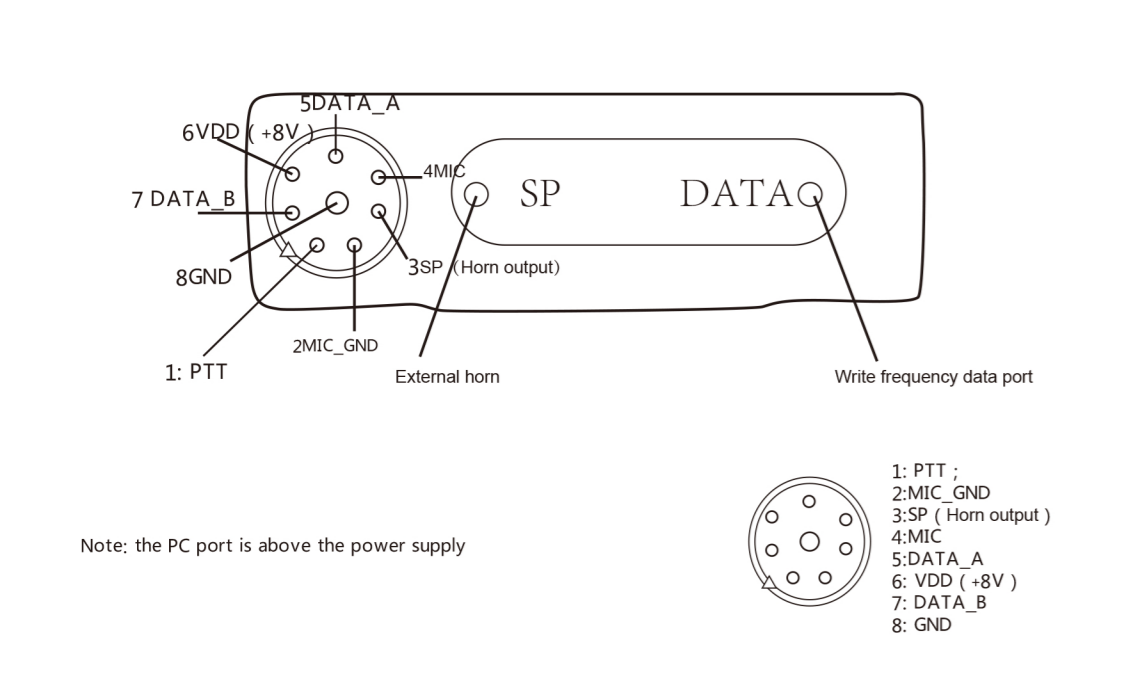 5DATA_A
6VDD ( +8V )
4MIC
7 DATA_B
SP
DATA
8GND
3SP (Horn output)
2MIC_GND
1: PTT
External horn
Write frequency data port
Note: the PC port is above the power supply
1: PTT ;
2:MIC_GND
3:SP ( Horn output )
4:MIC
5:DATA_A
6: VDD ( +8V )
7: DATA_B
8: GND